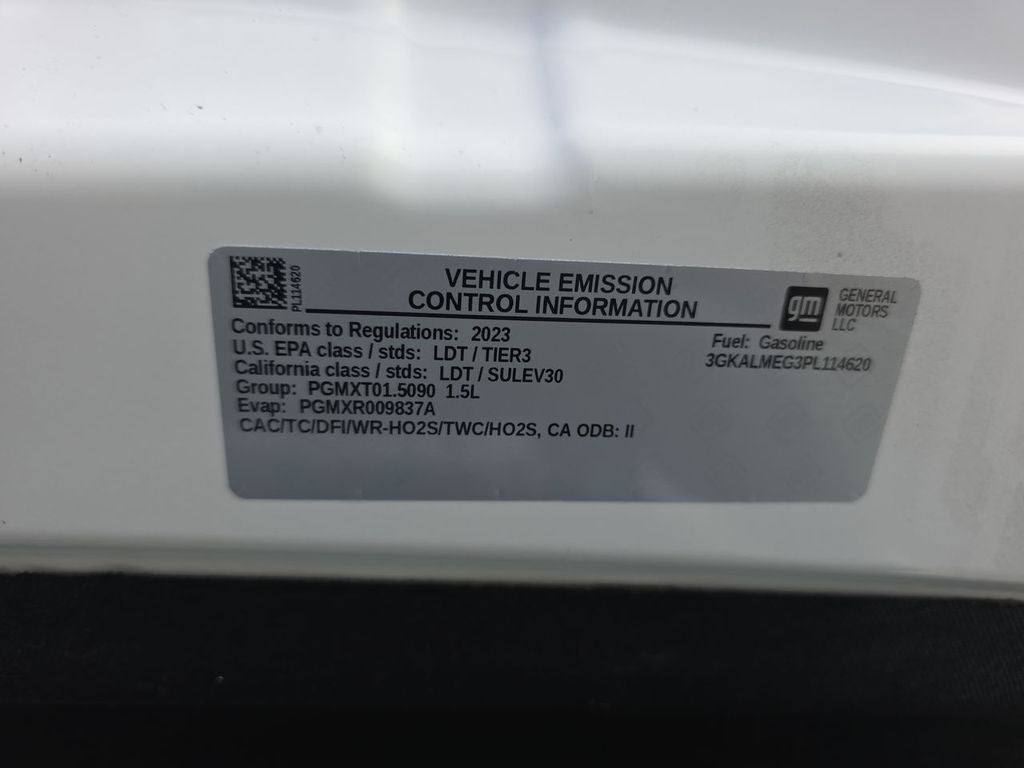 PL114620
VEHICLE EMISSION
CONTROL INFORMATION
gm
GENERAL
MOTORS
LLC
Conforms to Regulations: 2023
Fuel: Gasoline
U.S. EPA class / stds: LDT / TIER3
3GKALMEG3PL114620
California class / stds: LDT / SULEV30
Group: PGMXT01.5090 1.5L
Evap: PGMXR009837A
CAC/TC/DFI/WR-HO2S/TWC/HO2S, CA ODB: II